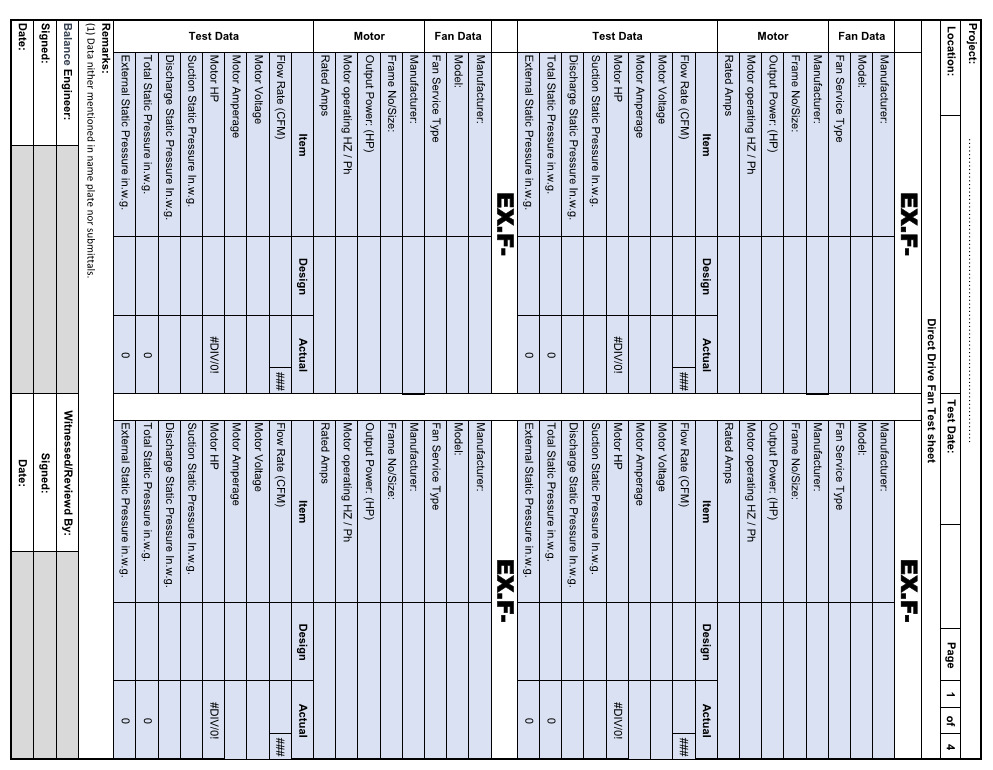 Project: ........................................................................................
Location: Test Date: Page 1 of 4
Direct Drive Fan Test sheet
EX.F- EX.F-
Fan Data
Manufacturer: Manufacturer:
Model: Model:
Fan Service Type Fan Service Type
Motor
Manufacturer: Manufacturer:
Frame No/Size: Frame No/Size:
Output Power: (HP) Output Power: (HP)
Motor operating HZ / Ph Motor operating HZ / Ph
Rated Amps Rated Amps
Test Data
Item Design Actual Item Design Actual
Flow Rate (CFM) ### Flow Rate (CFM) ###
Motor Voltage Motor Voltage
Motor Amperage Motor Amperage
Motor HP #DIV/0! Motor HP #DIV/0!
Suction Static Pressure In.w.g. Suction Static Pressure In.w.g.
Discharge Static Pressure In.w.g. Discharge Static Pressure In.w.g.
Total Static Pressure in.w.g. 0 Total Static Pressure in.w.g. 0
External Static Pressure in.w.g. 0 External Static Pressure in.w.g. 0
EX.F- EX.F-
Fan Data
Manufacturer: Manufacturer:
Model: Model:
Fan Service Type Fan Service Type
Motor
Manufacturer: Manufacturer:
Frame No/Size: Frame No/Size:
Output Power: (HP) Output Power: (HP)
Motor operating HZ / Ph Motor operating HZ / Ph
Rated Amps Rated Amps
Test Data
Item Design Actual Item Design Actual
Flow Rate (CFM) ### Flow Rate (CFM) ###
Motor Voltage Motor Voltage
Motor Amperage Motor Amperage
Motor HP #DIV/0! Motor HP #DIV/0!
Suction Static Pressure In.w.g. Suction Static Pressure In.w.g.
Discharge Static Pressure In.w.g. Discharge Static Pressure In.w.g.
Total Static Pressure in.w.g. 0 Total Static Pressure in.w.g. 0
External Static Pressure in.w.g. 0 External Static Pressure in.w.g. 0
Remarks:
(1) Data nither mentioned in name plate nor submittals.
Balance Engineer: Witnessed/Reviewd By:
Signed: Signed:
Date: Date: